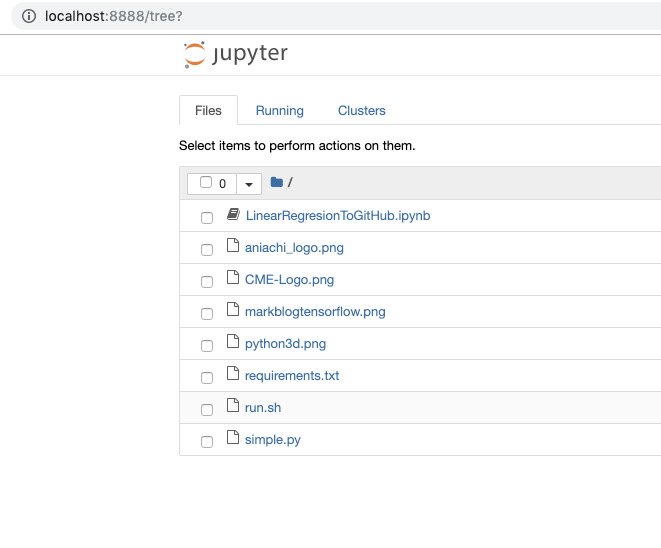 localhost:8888/tree?
jupyter
Files Running Clusters
Select items to perform actions on them.
0 /
LinearRegresionToGitHub.ipynb
aniachi_logo.png
CME-Logo.png
markblogtensorflow.png
python3d.png
requirements.txt
run.sh
simple.py